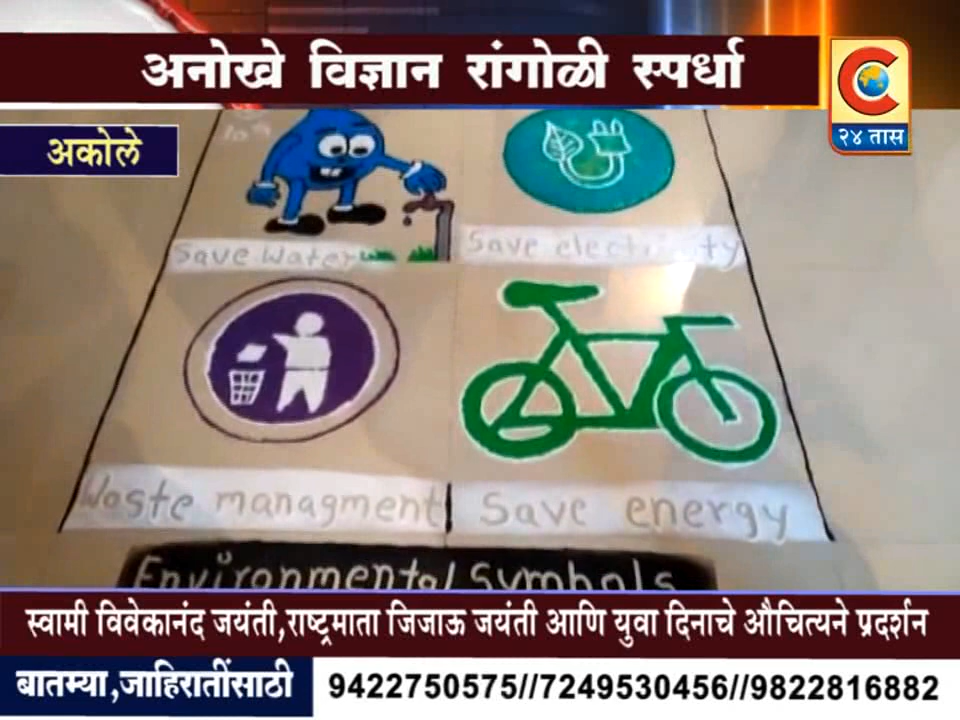 अनोखे विज्ञान रांगोळी स्पर्धा
C
२४ तास
अकोले
Save Water
Save electricity
Waste managment
Save energy
Environmental Symbols
स्वामी विवेकानंद जयंती,राष्ट्रमाता जिजाऊ जयंती आणि युवा दिनाचे औचित्यने प्रदर्शन
बातम्या,जाहिरातींसाठी
9422750575//7249530456//9822816882